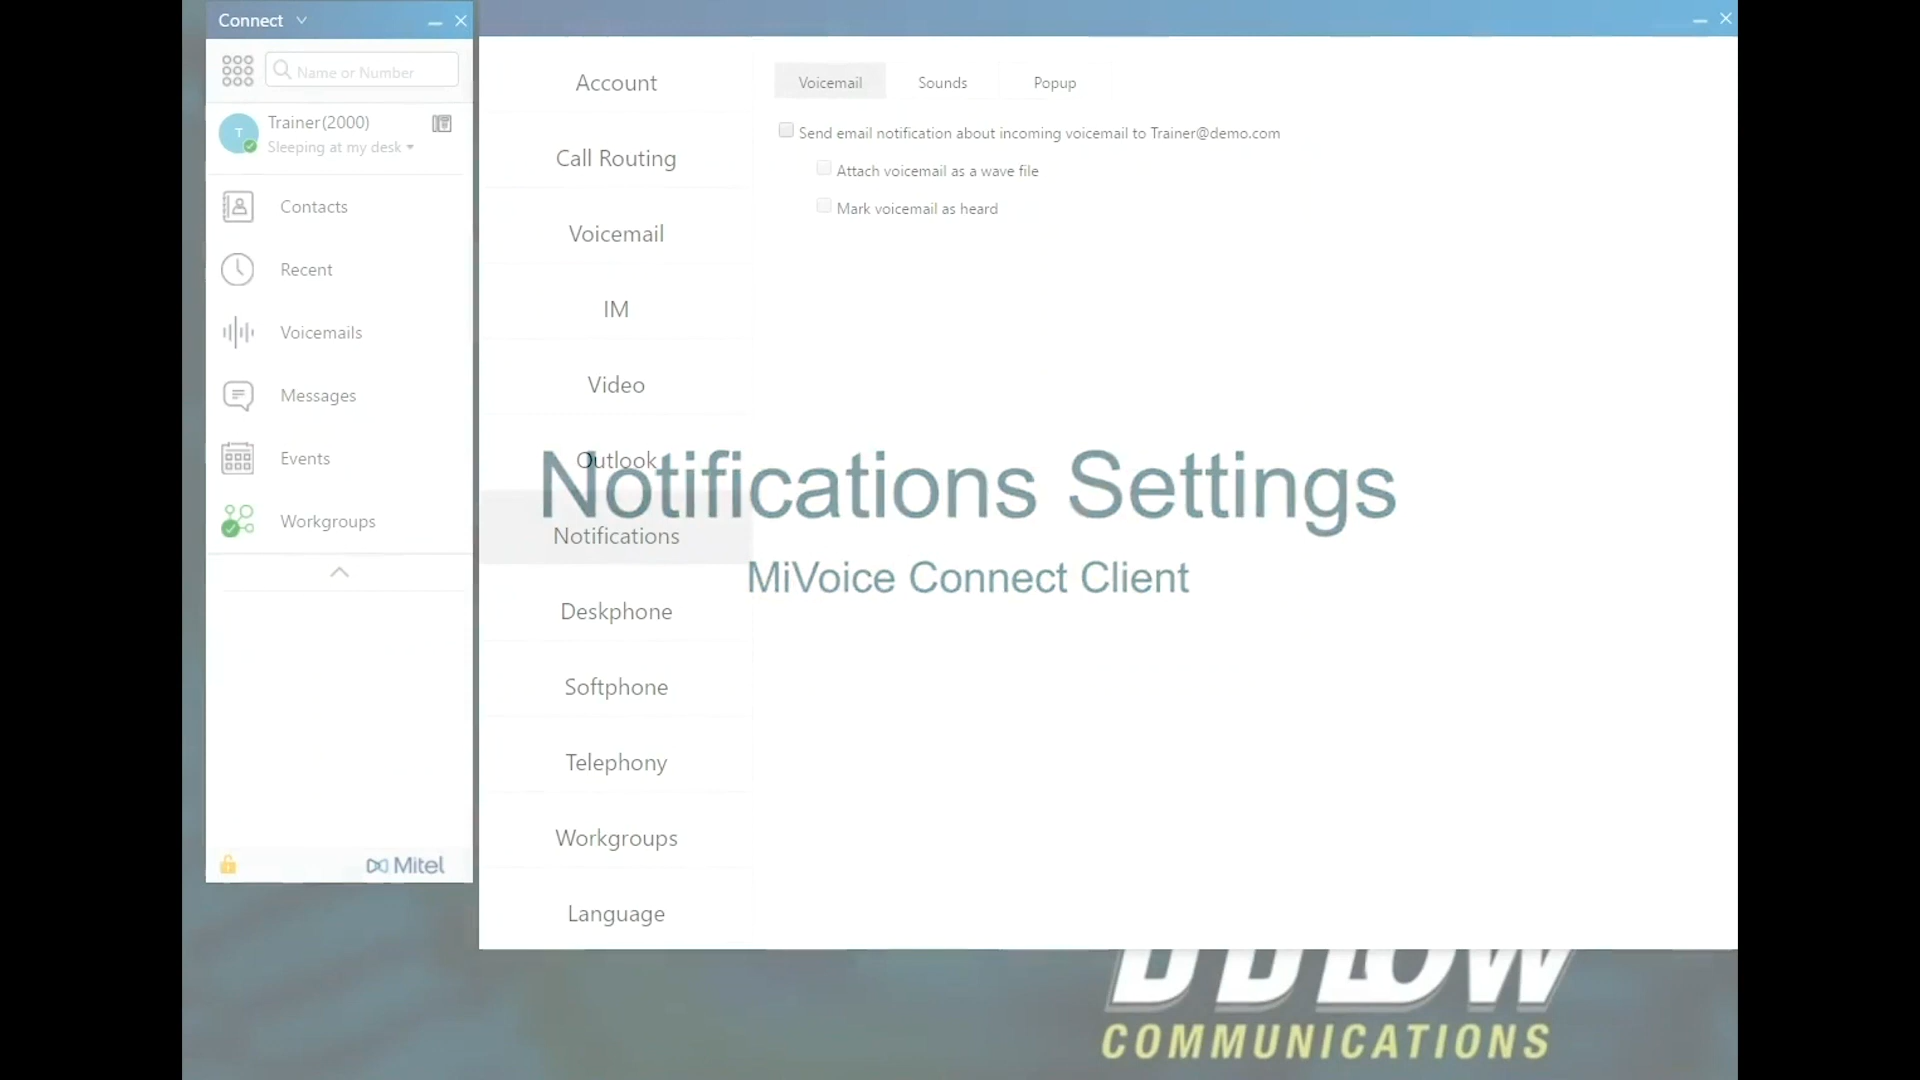 Connect
Name or Number
T
Trainer(2000)
Sleeping at my desk
Contacts
Recent
Voicemails
Messages
Events
Workgroups
Mitel
Account
Call Routing
Voicemail
IM
Video
Outlook
Notifications
Deskphone
Softphone
Telephony
Workgroups
Language
Voicemail Sounds Popup
Send email notification about incoming voicemail to Trainer@demo.com
Attach voicemail as a wave file
Mark voicemail as heard
Notifications Settings
MiVoice Connect Client
COMMUNICATIONS